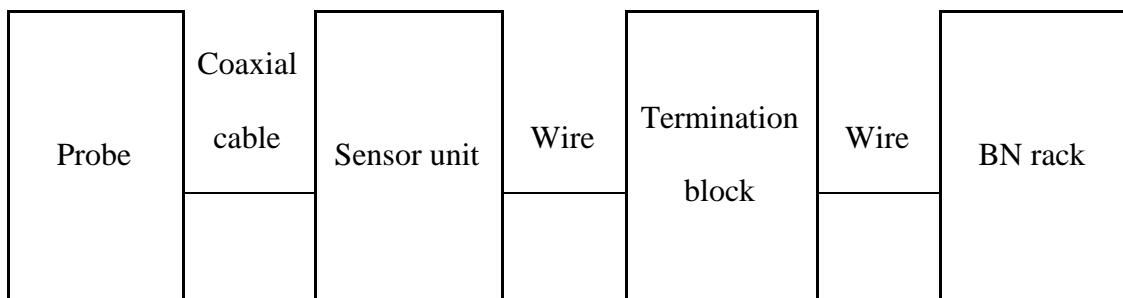 Probe
Coaxial
cable
Sensor unit
Wire
Termination
block
Wire
BN rack